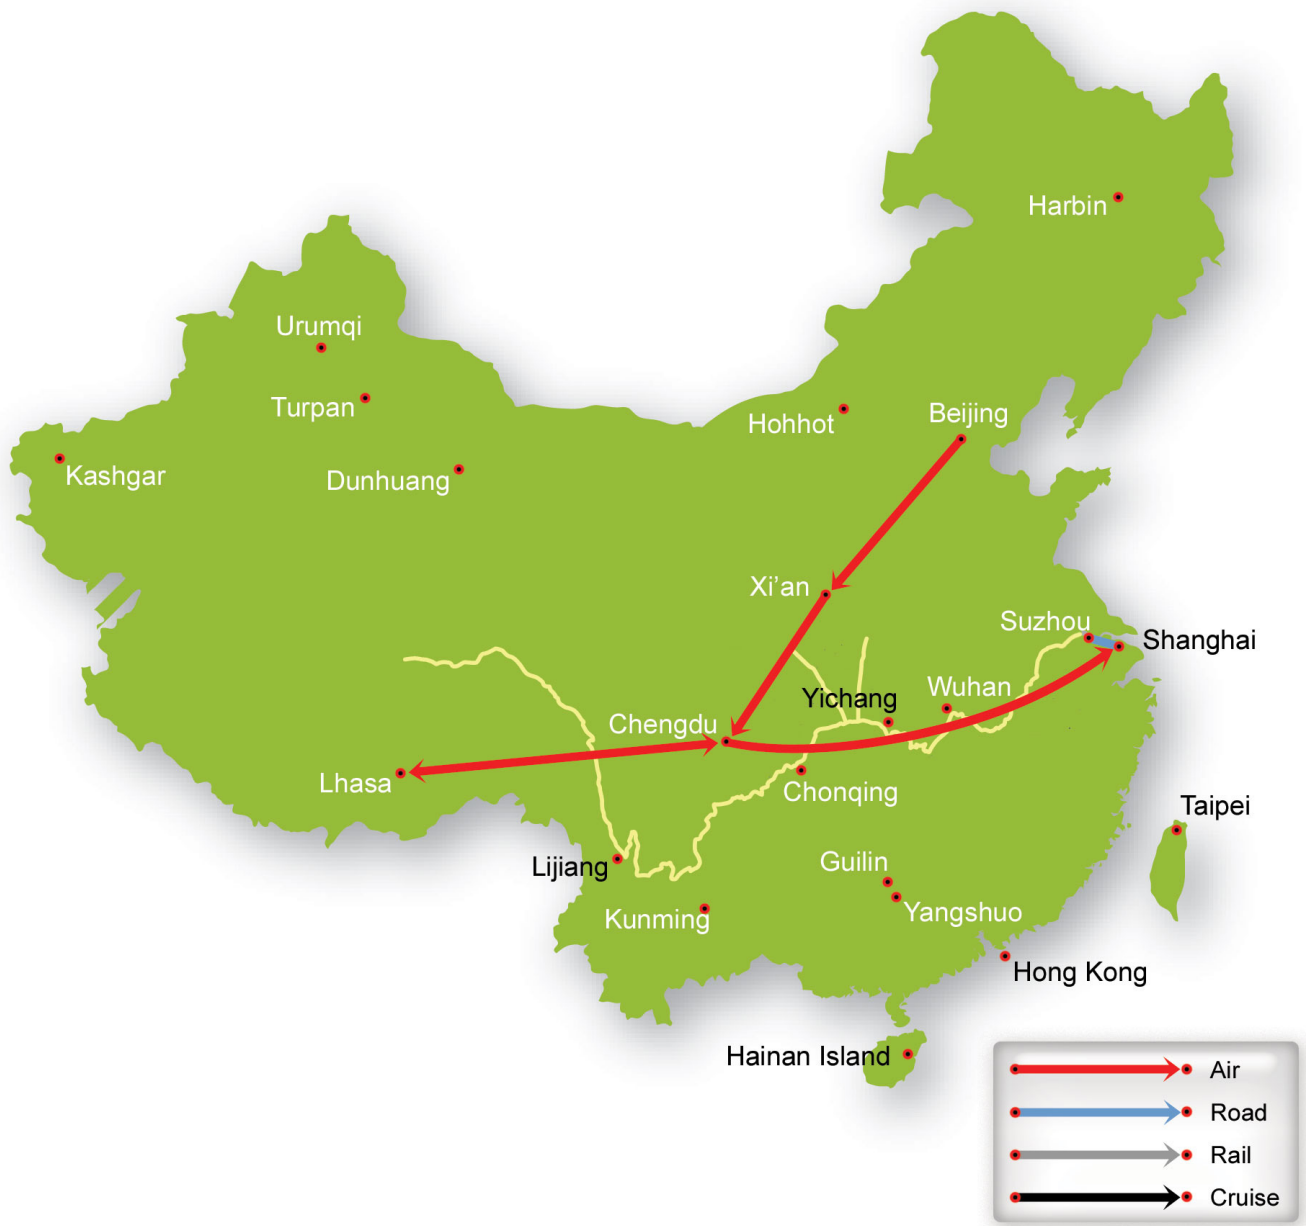 Harbin
Urumqi
Turpan
Hohhot
Beijing
Kashgar
Dunhuang
Xi’an
Suzhou
Shanghai
Yichang
Wuhan
Chengdu
Lhasa
Chonqing
Taipei
Lijiang
Guilin
Kunming
Yangshuo
Hong Kong
Hainan Island
Air
Road
Rail
Cruise